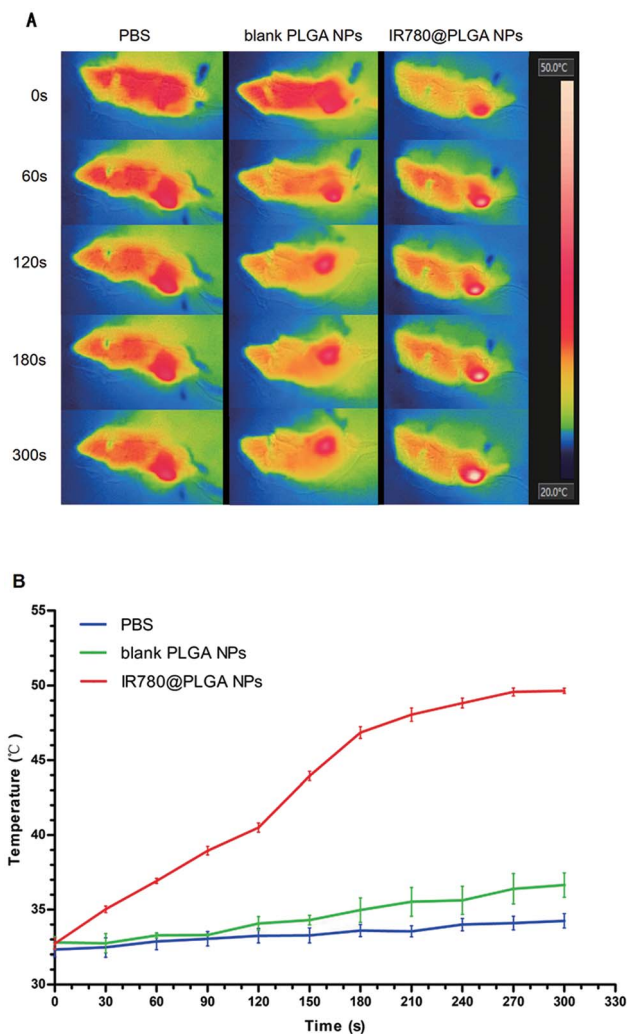 A
PBS blank PLGA NPs IR780@PLGA NPs
50.0°C
0s
60s
120s
180s
300s
20.0°C
B
55
50
45
40
35
30
Temperature (℃)
PBS
blank PLGA NPs
IR780@PLGA NPs
0 30 60 90 120 150 180 210 240 270 300 330
Time (s)